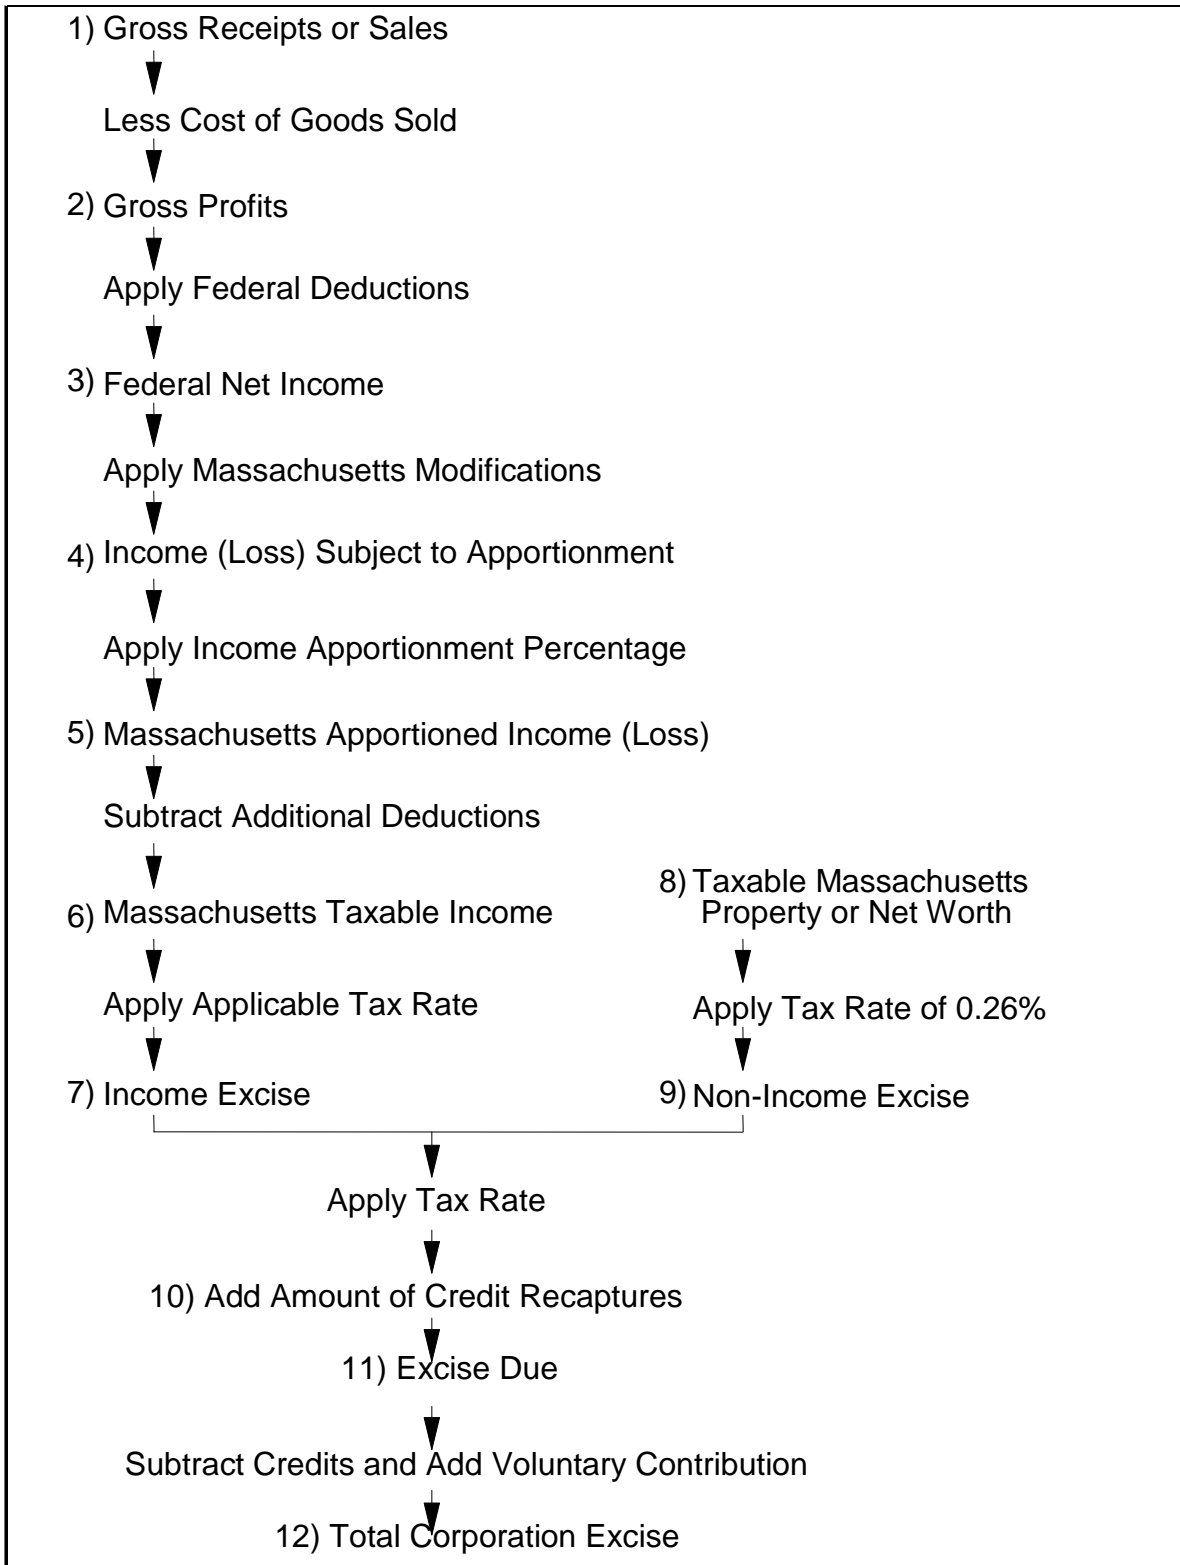 1) Gross Receipts or Sales
Less Cost of Goods Sold
2) Gross Profits
Apply Federal Deductions
3) Federal Net Income
Apply Massachusetts Modifications
4) Income (Loss) Subject to Apportionment
Apply Income Apportionment Percentage
5) Massachusetts Apportioned Income (Loss)
Subtract Additional Deductions
6) Massachusetts Taxable Income
Apply Applicable Tax Rate
7) Income Excise
8) Taxable Massachusetts
Property or Net Worth
Apply Tax Rate of 0.26%
9) Non-Income Excise
Apply Tax Rate
10) Add Amount of Credit Recaptures
11) Excise Due
Subtract Credits and Add Voluntary Contribution
12) Total Corporation Excise